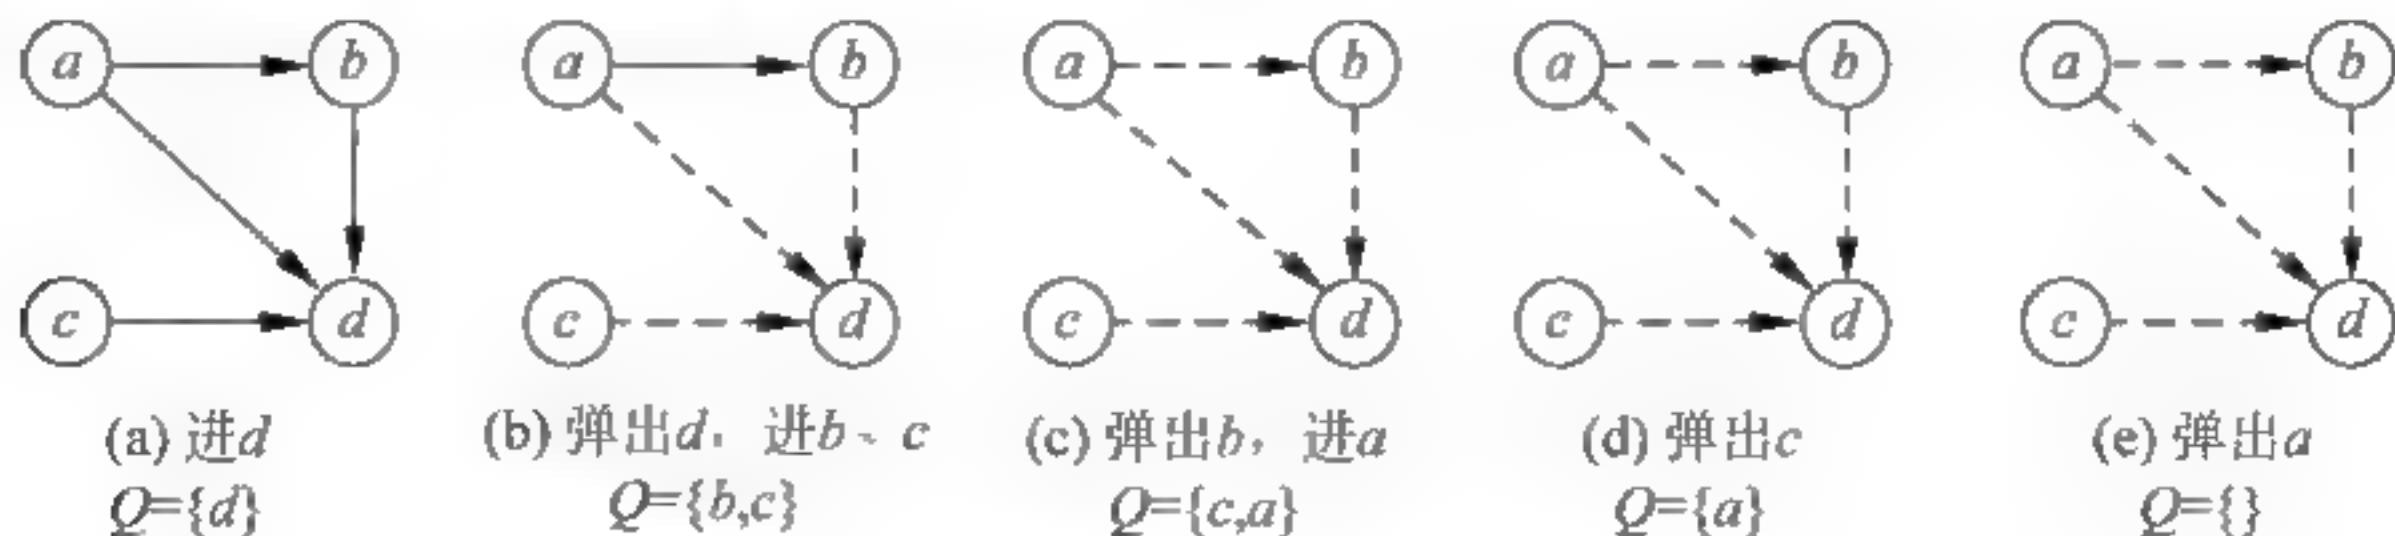 a b a b a b a b a b
c d c d c d c d c d
(a) 进d (b) 弹出d，进b、c (c) 弹出b，进a (d) 弹出c (e) 弹出a
Q={d} Q={b,c} Q={c,a} Q={a} Q={}